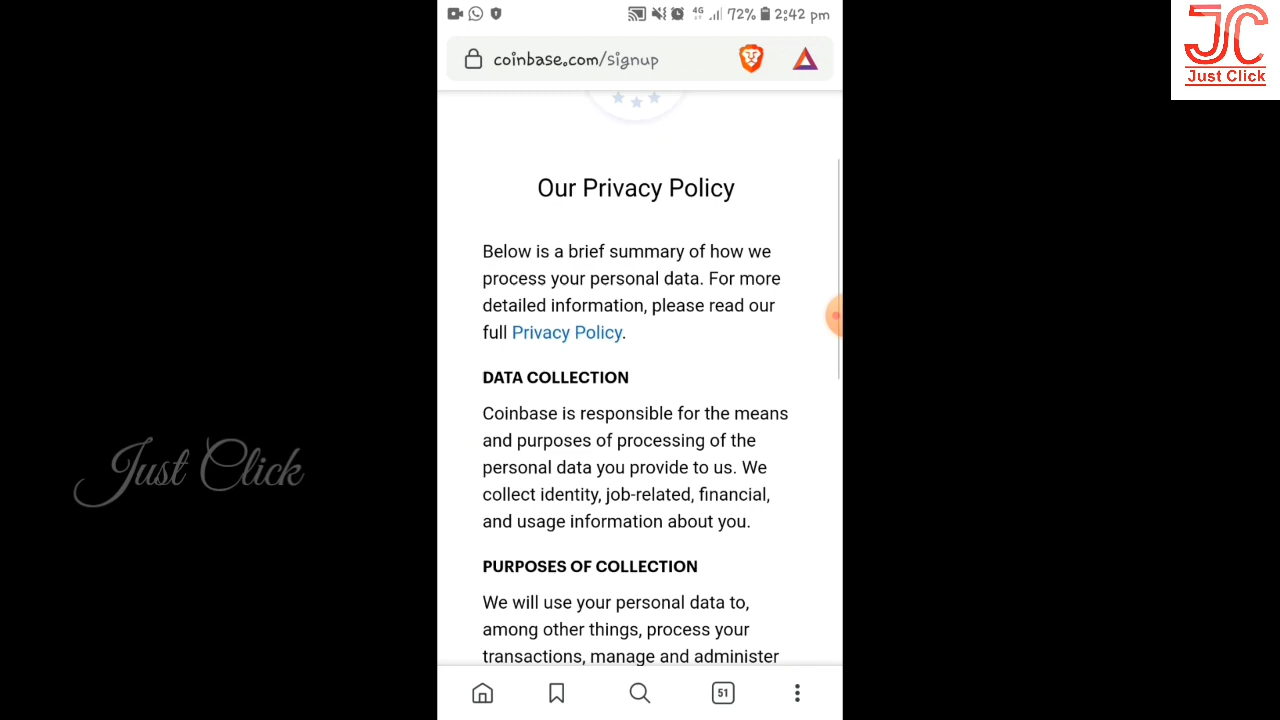 4G 72% 2:42 pm
JC
Just Click
coinbase.com/signup
Our Privacy Policy
Below is a brief summary of how we
process your personal data. For more
detailed information, please read our
full Privacy Policy.
DATA COLLECTION
Coinbase is responsible for the means
and purposes of processing of the
personal data you provide to us. We
collect identity, job-related, financial,
and usage information about you.
Just Click
PURPOSES OF COLLECTION
We will use your personal data to,
among other things, process your
transactions, manage and administer
51